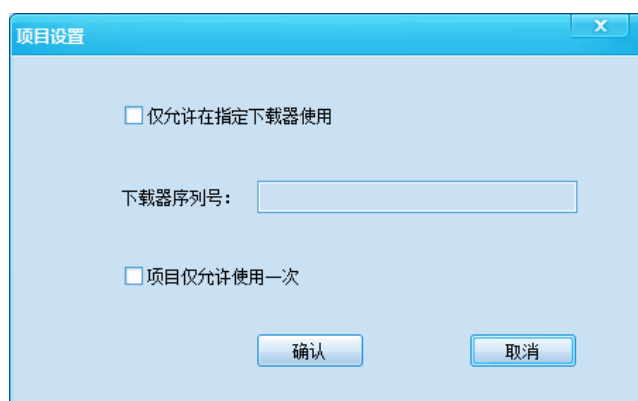 项目设置
仅允许在指定下载器使用
下载器序列号：
项目仅允许使用一次
确认
取消